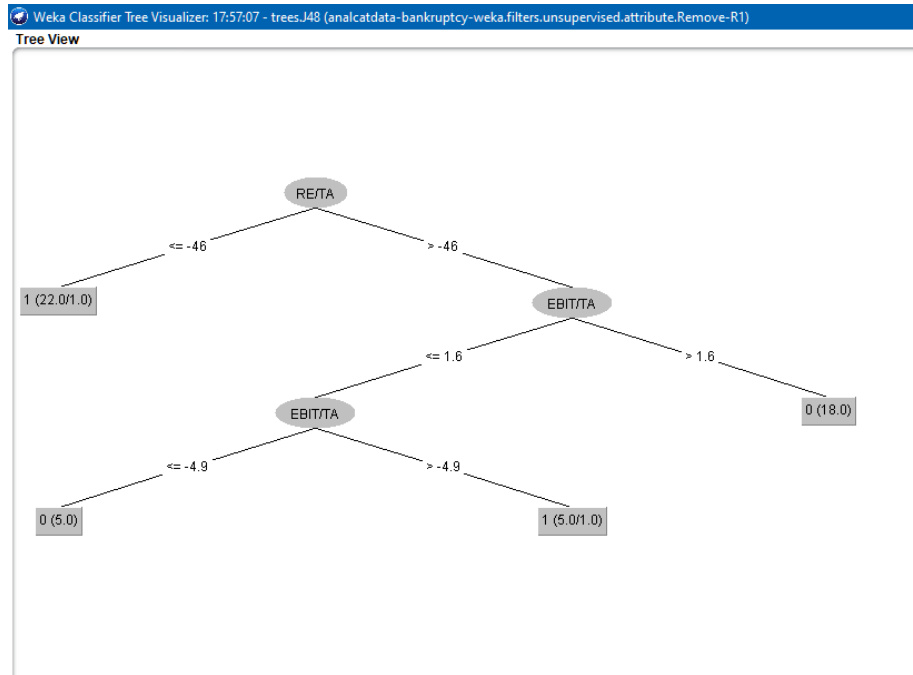 Weka Classifier Tree Visualizer: 17:57:07 - trees.J48 (analcatdata-bankruptcy-weka.filters.unsupervised.attribute.Remove-R1)
Tree View
RE/TA
<= -46
> -46
1 (22.0/1.0)
EBIT/TA
<= 1.6
> 1.6
EBIT/TA
0 (18.0)
<= -4.9
> -4.9
0 (5.0)
1 (5.0/1.0)